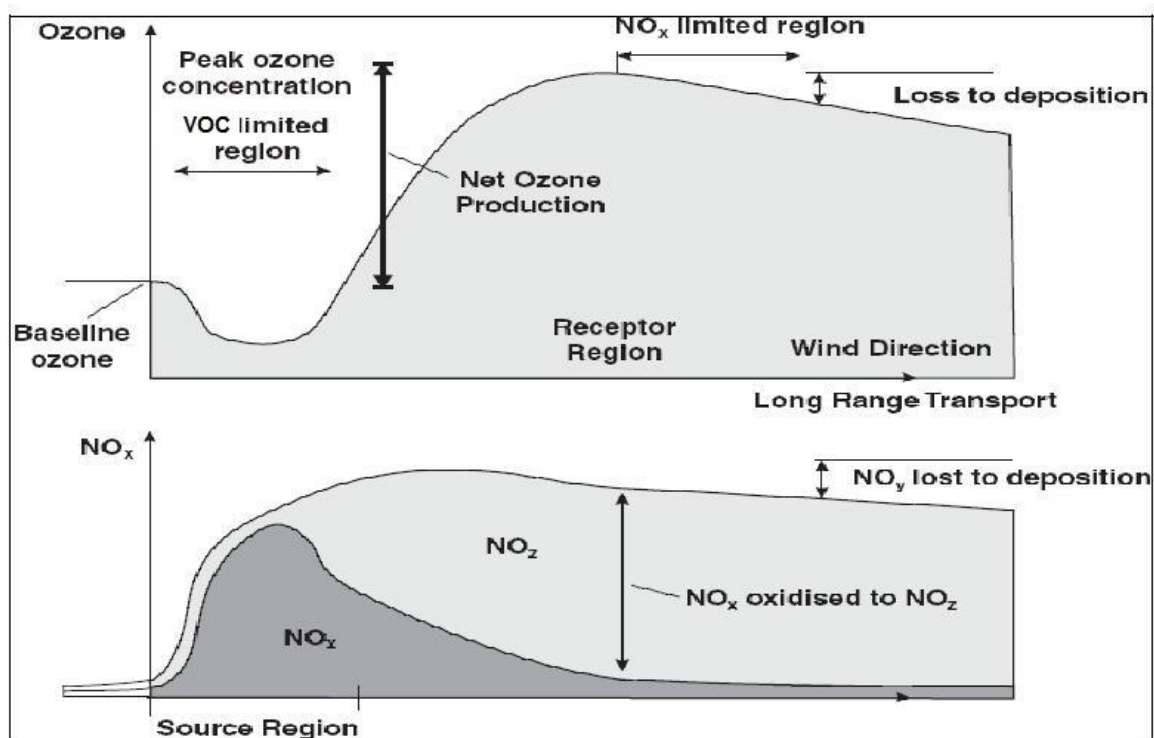 Ozone
NOx limited region
Peak ozone
concentration
VOC limited
region
Loss to deposition
Net Ozone
Production
Baseline
ozone
Receptor
Region
Wind Direction
Long Range Transport
NOx
NOy lost to deposition
NOz
NOx oxidised to NOz
NOx
Source Region